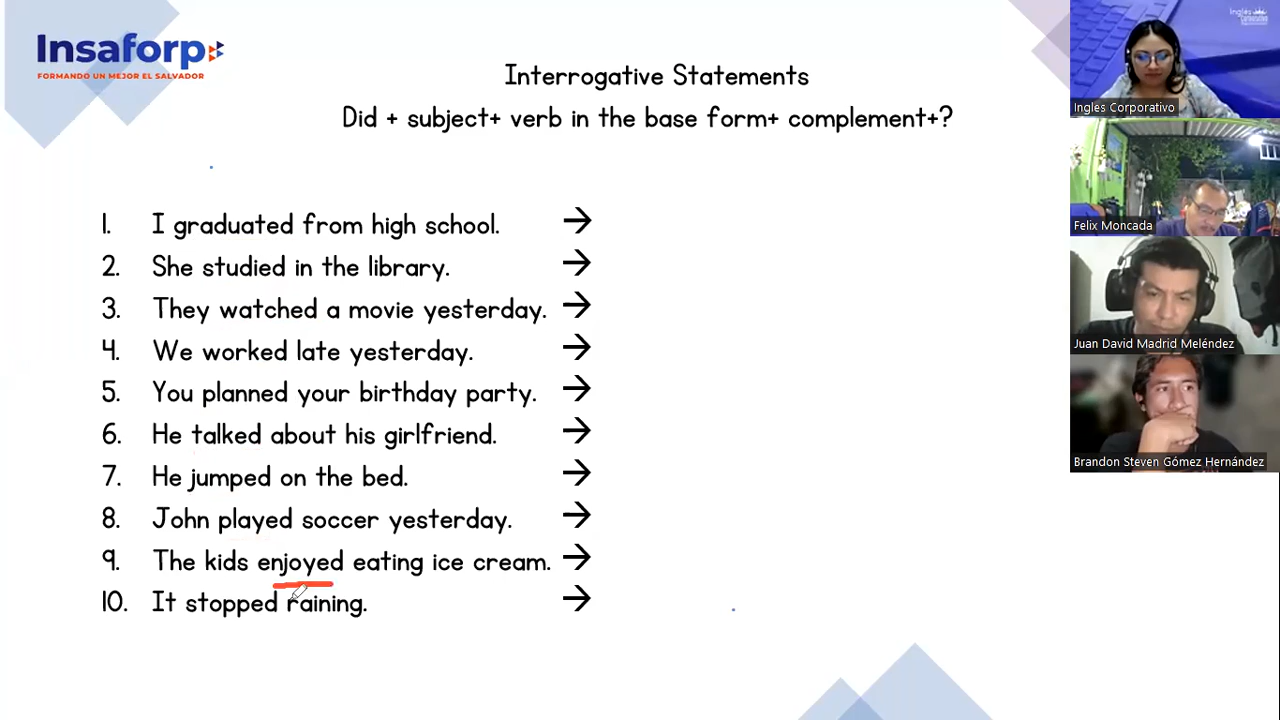 Insaforp
FORMANDO UN MEJOR EL SALVADOR
Interrogative Statements
Did + subject+ verb in the base form+ complement+?
1. I graduated from high school. →
2. She studied in the library. →
3. They watched a movie yesterday. →
4. We worked late yesterday. →
5. You planned your birthday party. →
6. He talked about his girlfriend. →
7. He jumped on the bed. →
8. John played soccer yesterday. →
9. The kids enjoyed eating ice cream. →
10. It stopped raining. →
Inglés
Corporativo
Ingles Corporativo
Felix Moncada
Juan David Madrid Meléndez
Brandon Steven Gómez Hernández